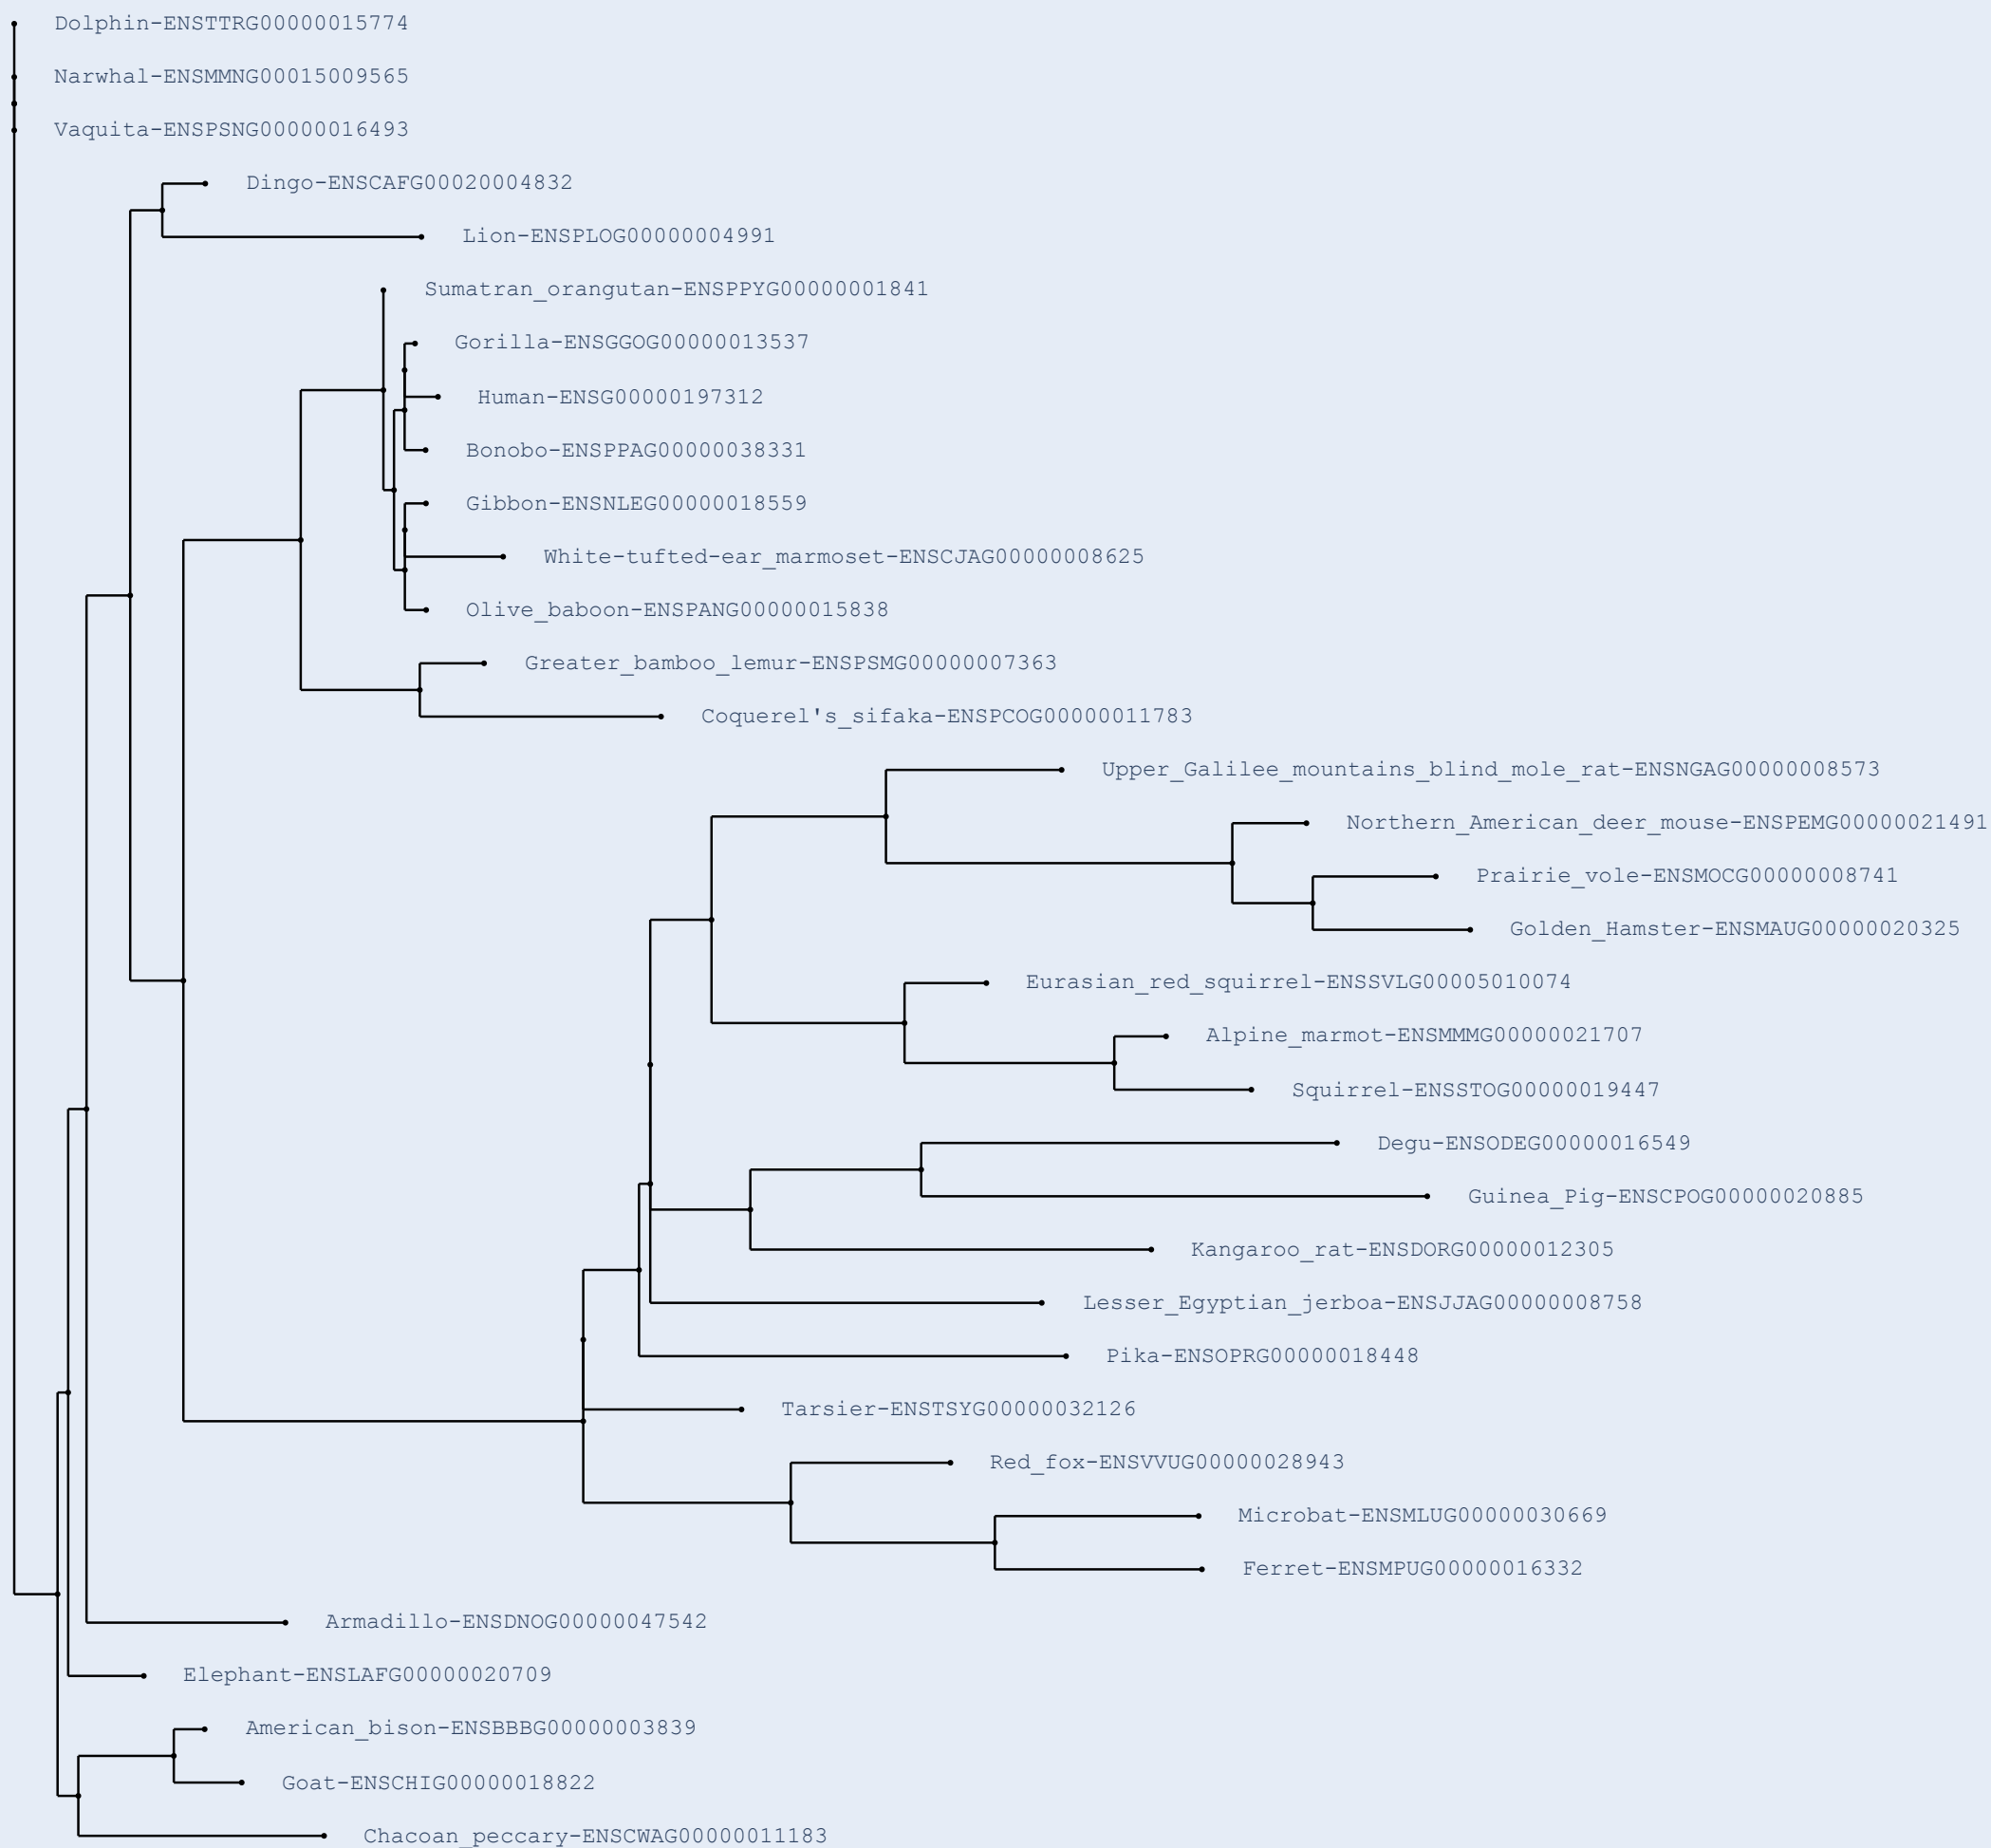 Dolphin-ENSTTRG00000015774
Narwhal-ENSMMNG00015009565
Vaquita-ENSPSNG00000016493
Dingo-ENSCAFG00020004832
Lion-ENSPLOG00000004991
Sumatran_orangutan-ENSPPYG00000001841
Gorilla-ENSGGOG00000013537
Human-ENSG00000197312
Bonobo-ENSPPAG00000038331
Gibbon-ENSNLEG00000018559
White-tufted-ear_marmoset-ENSCJAG00000008625
Olive_baboon-ENSPANG00000015838
Greater_bamboo_lemur-ENSPSMG00000007363
Coquerel's_sifaka-ENSPCOG00000011783
Upper_Galilee_mountains_blind_mole_rat-ENSNGAG00000008573
Northern_American_deer_mouse-ENSPEMG00000021491
Prairie_vole-ENSMOCG00000008741
Golden_Hamster-ENSMAUG00000020325
Eurasian_red_squirrel-ENSSVLG00005010074
Alpine_marmot-ENSMMMG00000021707
Squirrel-ENSSTOG00000019447
Degu-ENSODEG00000016549
Guinea_Pig-ENSCPOG00000020885
Kangaroo_rat-ENSDORG00000012305
Lesser_Egyptian_jerboa-ENSJJAG00000008758
Pika-ENSOPRG00000018448
Tarsier-ENSTSYG00000032126
Red_fox-ENSVVUG00000028943
Microbat-ENSMLUG00000030669
Ferret-ENSMPUG00000016332
Armadillo-ENSDNOG00000047542
Elephant-ENSLAFG00000020709
American_bison-ENSBBBG00000003839
Goat-ENSCHIG00000018822
Chacoan_peccary-ENSCWAG00000011183